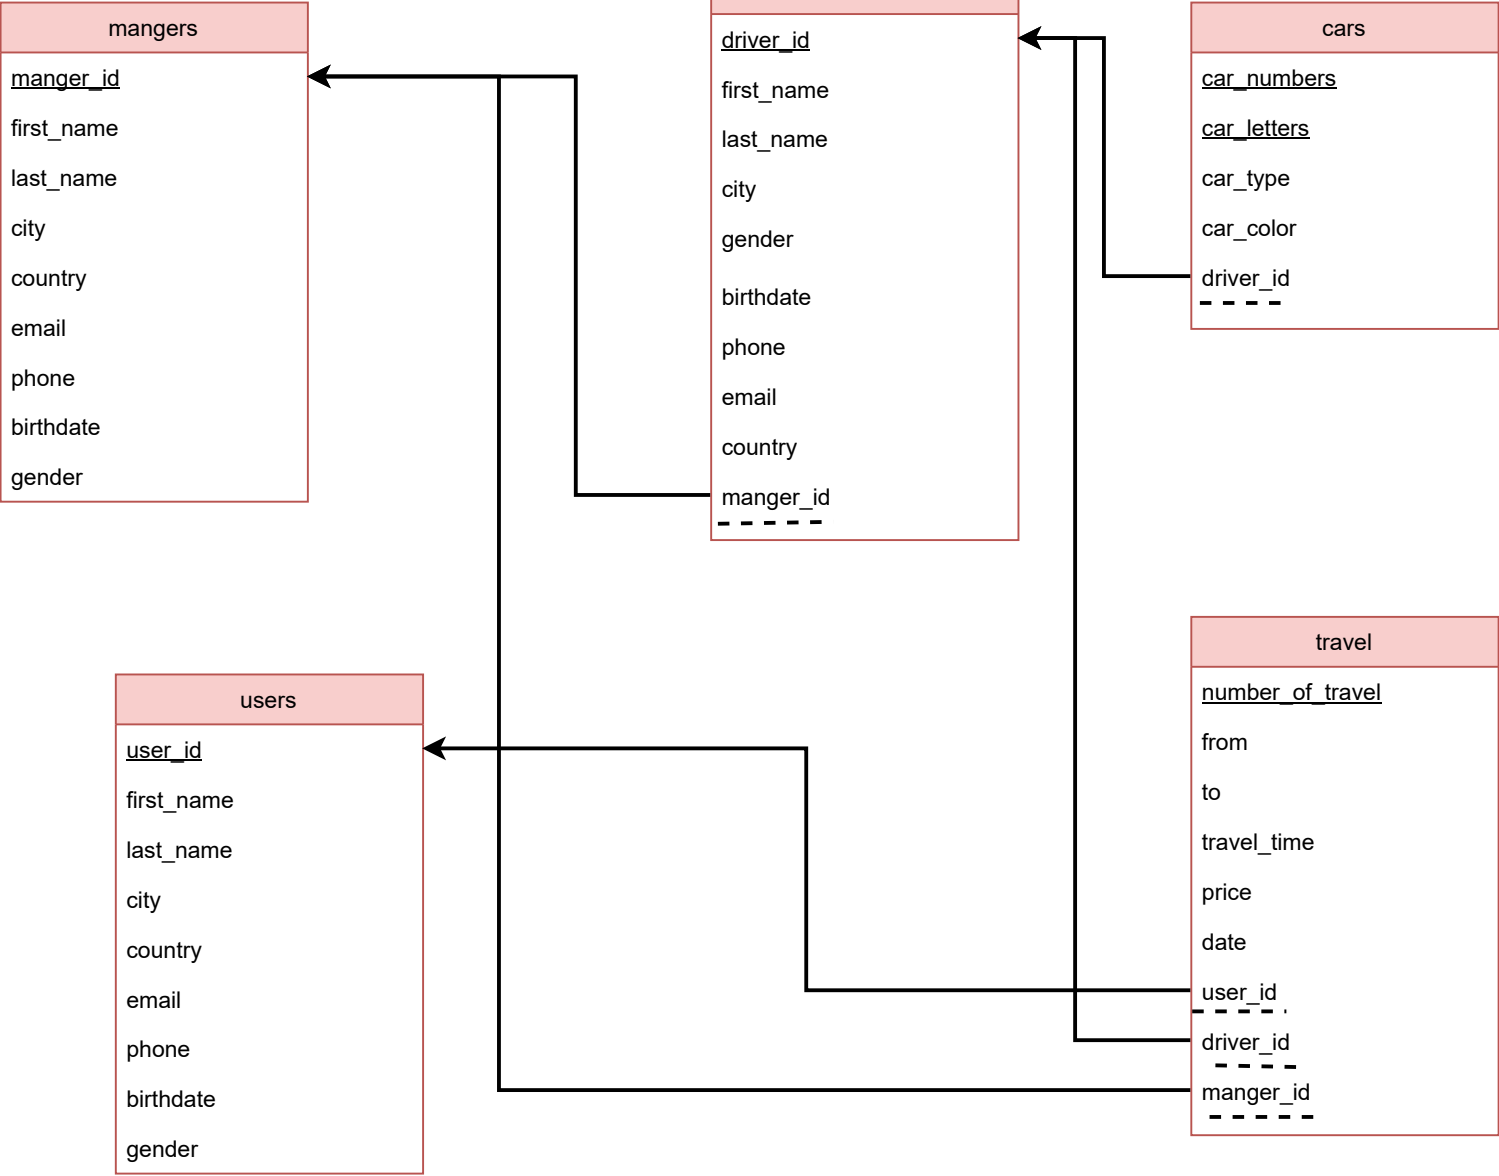 mangers
manger_id
first_name
last_name
city
country
email
phone
birthdate
gender
driver_id
first_name
last_name
city
gender
birthdate
phone
email
country
manger_id
cars
car_numbers
car_letters
car_type
car_color
driver_id
users
user_id
first_name
last_name
city
country
email
phone
birthdate
gender
travel
number_of_travel
from
to
travel_time
price
date
user_id
driver_id
manger_id